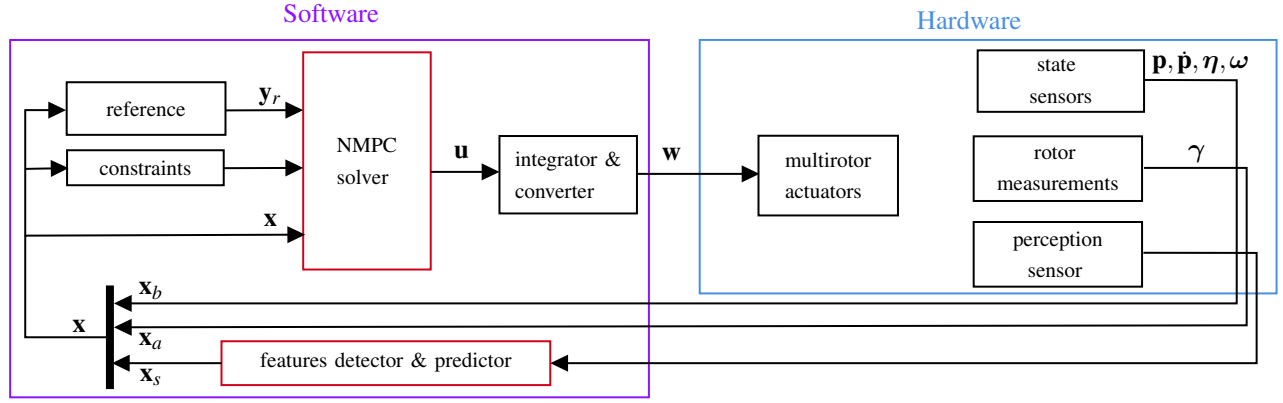 Software
Hardware
reference
constraints
y_r
x
NMPC
solver
u
integrator &
converter
w
multirotor
actuators
state
sensors
p, ṗ, η, ω
rotor
measurements
γ
perception
sensor
x
x_b
x_a
x_s
features detector & predictor